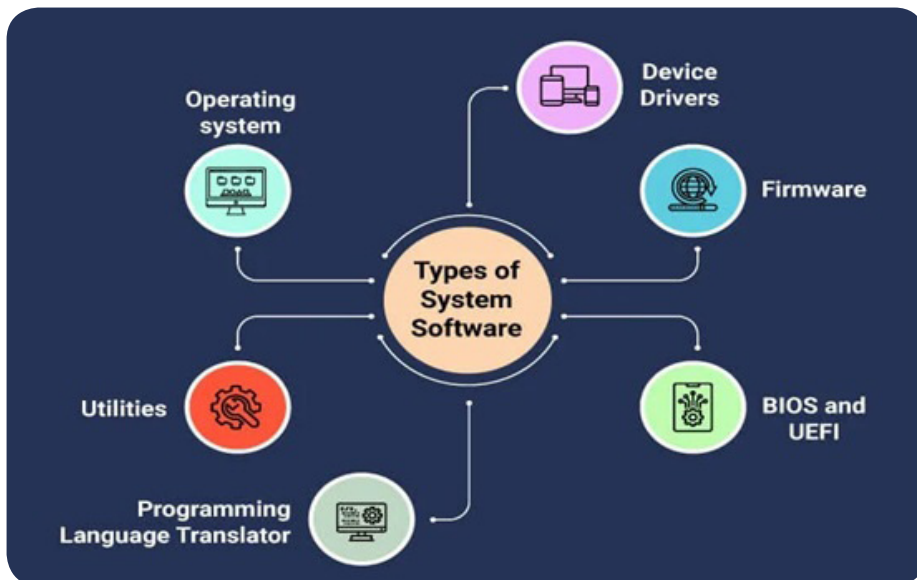 Operating
system
Device
Drivers
Firmware
Types of
System
Software
Utilities
BIOS and
UEFI
Programming
Language Translator